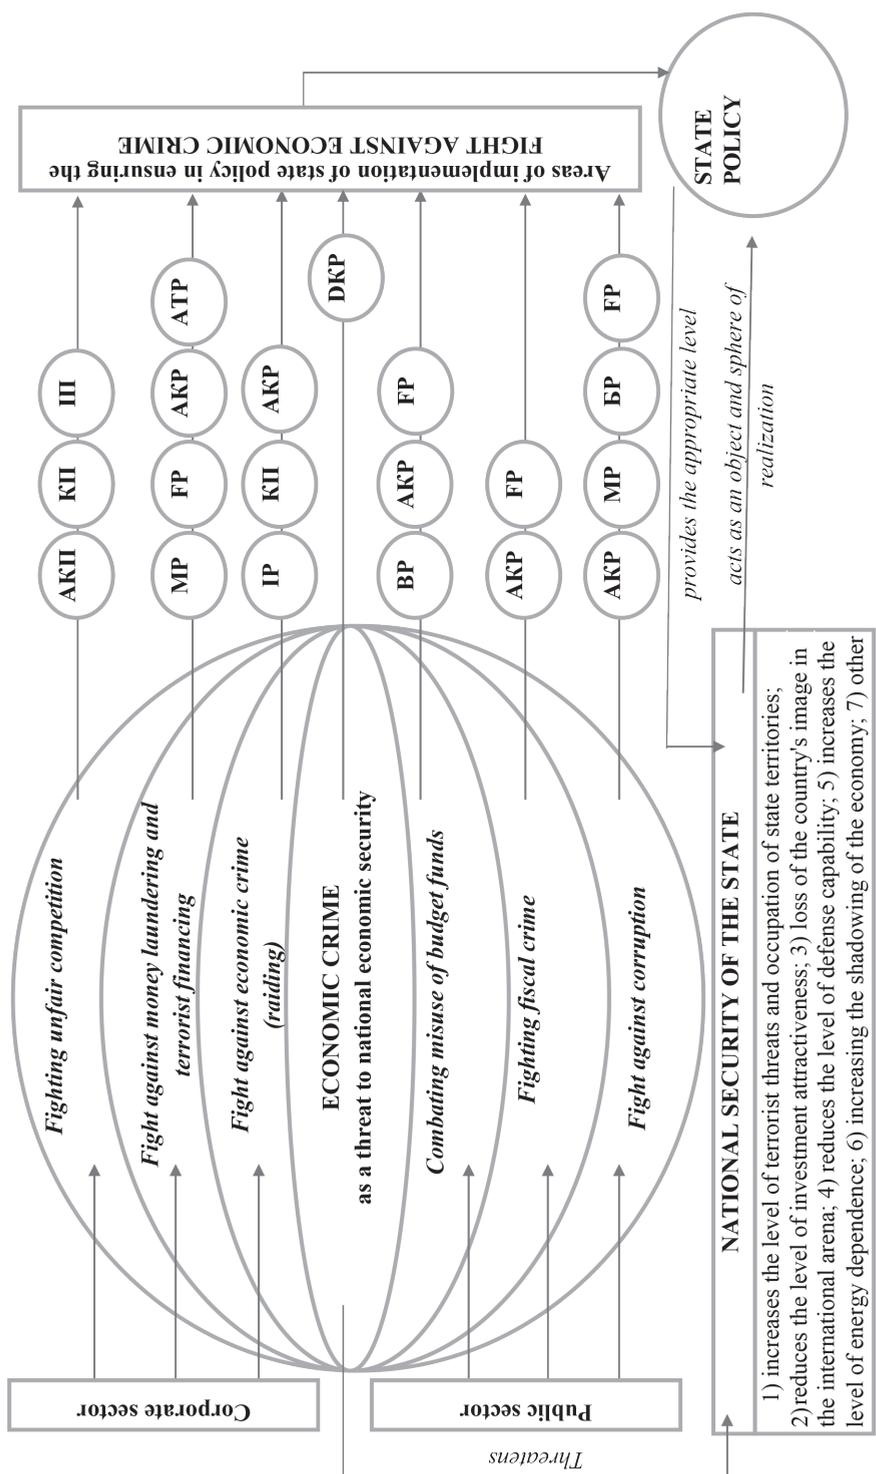 Threatens
Corporate sector
Public sector
Fighting unfair competition
Fight against money laundering and
terrorist financing
Fight against economic crime
(raiding)
ECONOMIC CRIME
as a threat to national economic security
Combating misuse of budget funds
Fighting fiscal crime
Fight against corruption
АКП КП ІП
МР FP АКР АТР
ІР КП АКР
DKP
ВР АКР FP
АКР FP
АКР МР БР FP
Areas of implementation of state policy in ensuring the
FIGHT AGAINST ECONOMIC CRIME
STATE
POLICY
provides the appropriate level
acts as an object and sphere of
realization
NATIONAL SECURITY OF THE STATE
1) increases the level of terrorist threats and occupation of state territories;
2)reduces the level of investment attractiveness; 3) loss of the country's image in
the international arena; 4) reduces the level of defense capability; 5) increases the
level of energy dependence; 6) increasing the shadowing of the economy; 7) other